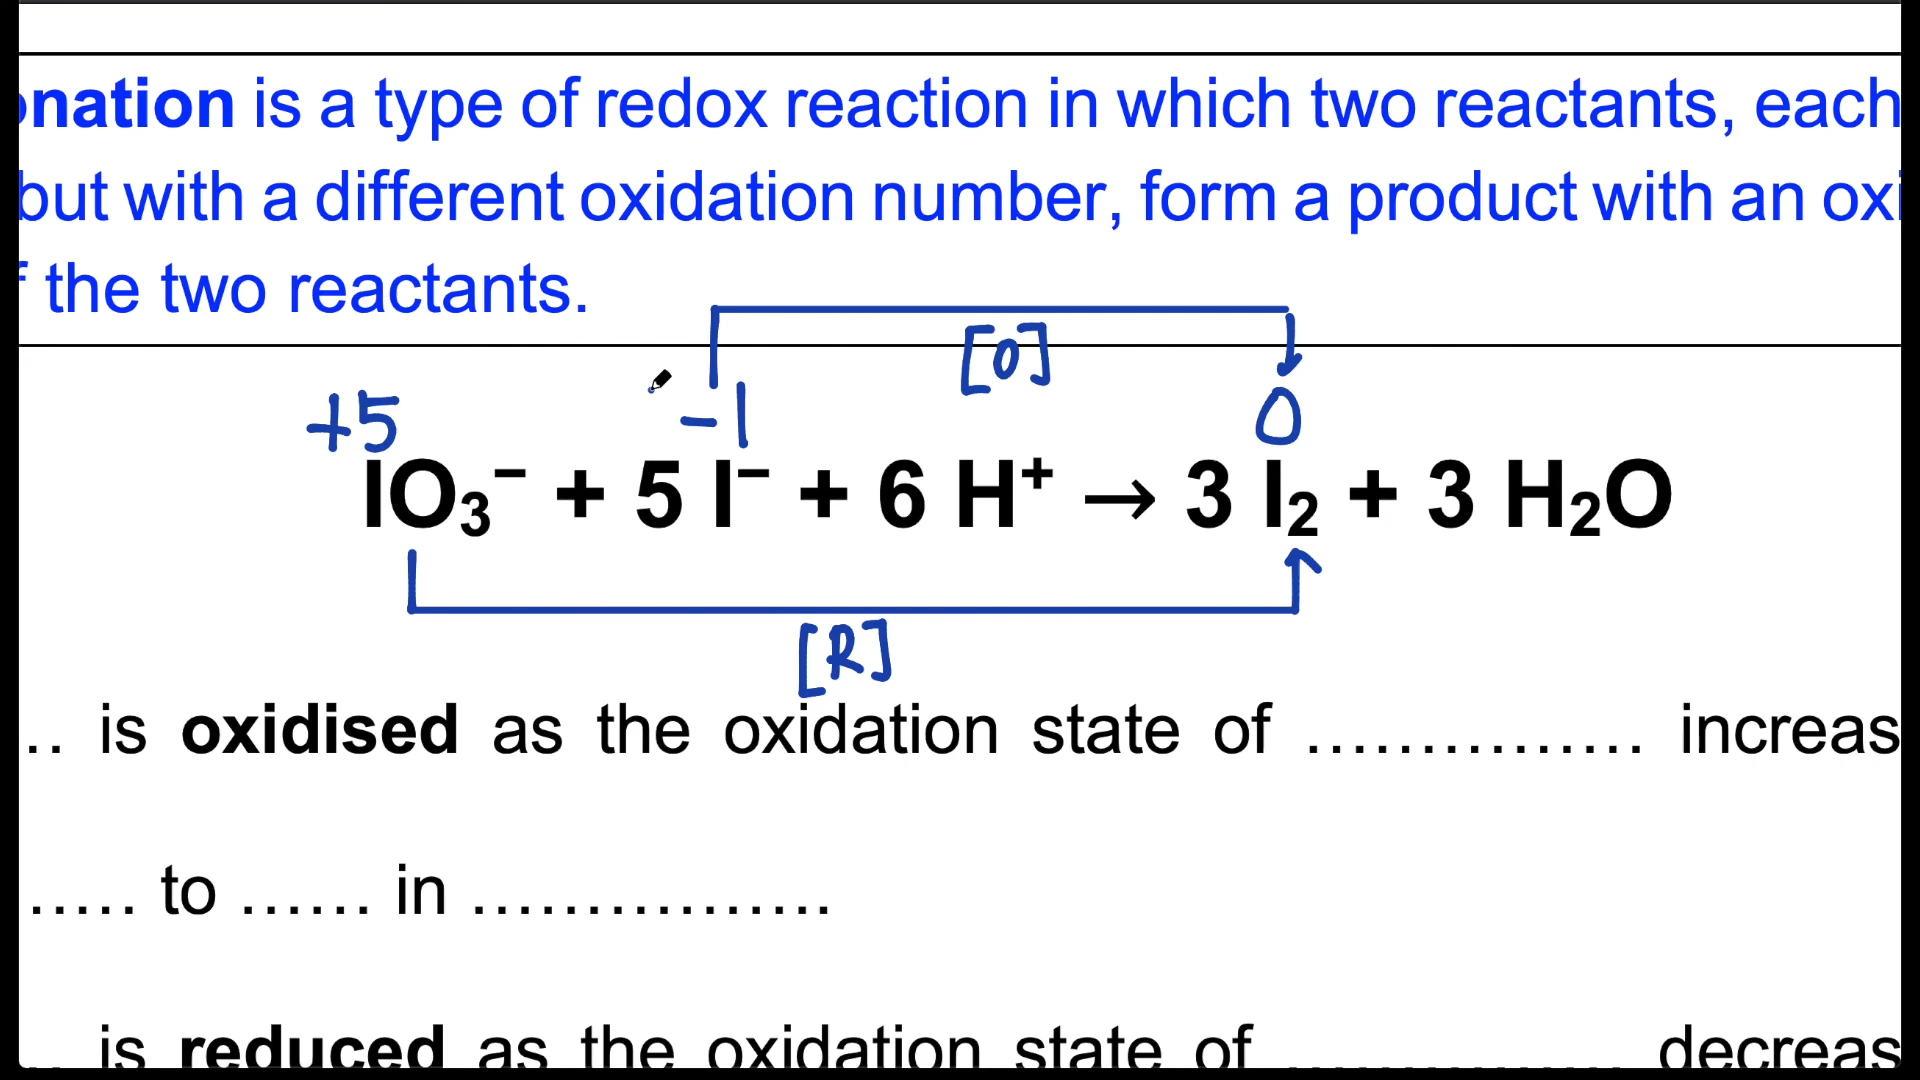 nation is a type of redox reaction in which two reactants, each
but with a different oxidation number, form a product with an oxi
f the two reactants.
[O]
+5 -1 0
IO₃⁻ + 5 I⁻ + 6 H⁺ → 3 I₂ + 3 H₂O
[R]
.. is oxidised as the oxidation state of ............... increas
..... to ...... in ................
.. is reduced as the oxidation state of ................ decreas